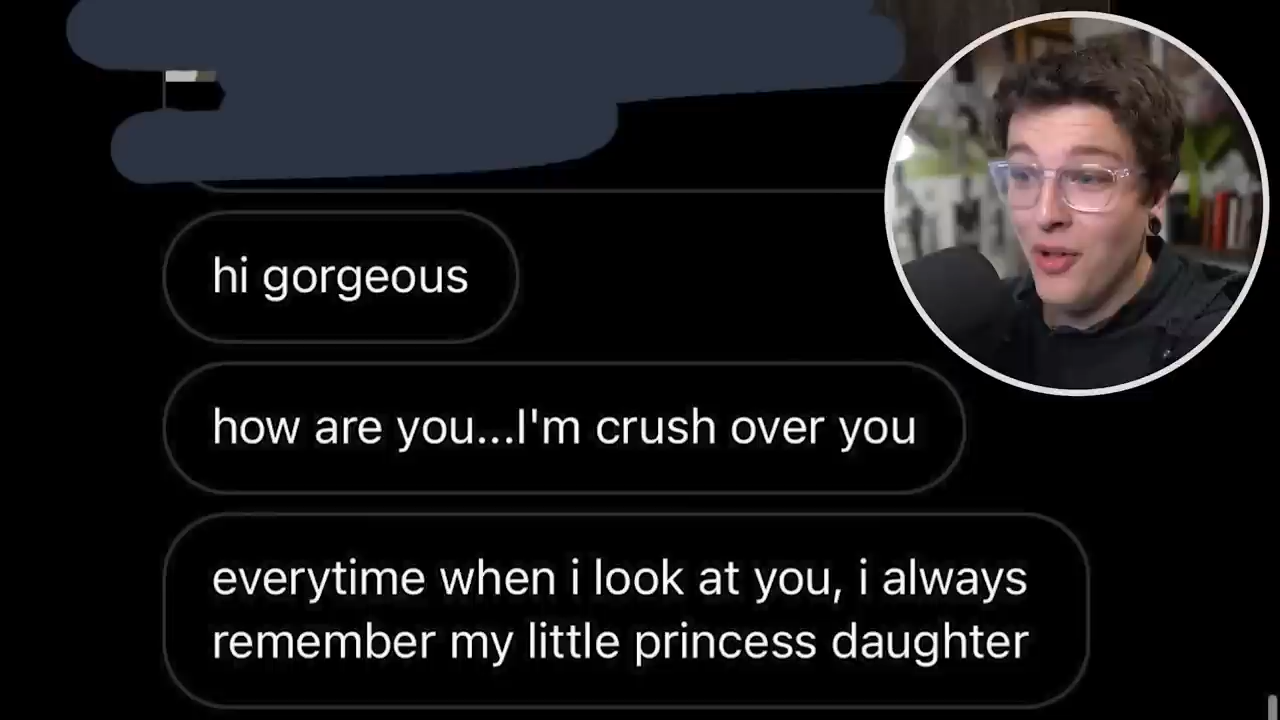 hi gorgeous
how are you...I'm crush over you
everytime when i look at you, i always
remember my little princess daughter